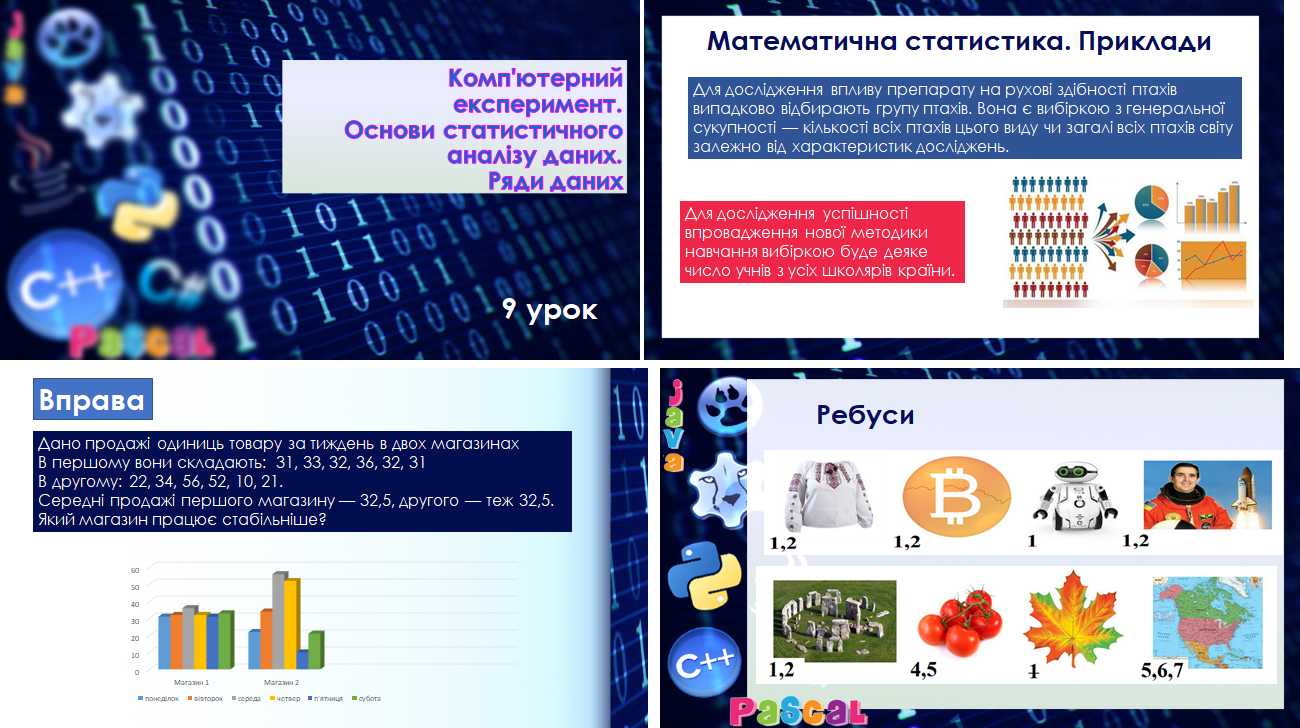 Java
C++
C#
Pascal
Комп'ютерний
експеримент.
Основи статистичного
аналізу даних.
Ряди даних
9 урок
Математична статистика. Приклади
Для дослідження впливу препарату на рухові здібності птахів
випадково відбирають групу птахів. Вона є вибіркою з генеральної
сукупності — кількості всіх птахів цього виду чи загалі всіх птахів світу
залежно від характеристик досліджень.
Для дослідження успішності
впровадження нової методики
навчання вибіркою буде деяке
число учнів з усіх школярів країни.
Вправа
Дано продажі одиниць товару за тиждень в двох магазинах
В першому вони складають: 31, 33, 32, 36, 32, 31
В другому: 22, 34, 56, 52, 10, 21.
Середні продажі першого магазину — 32,5, другого — теж 32,5.
Який магазин працює стабільніше?
60
50
40
30
20
10
0
Магазин 1 Магазин 2
понеділок вівторок середа четвер п'ятниця субота
java
C++
Pascal
Ребуси
1,2 1,2 1 1,2
1,2 4,5 1 5,6,7